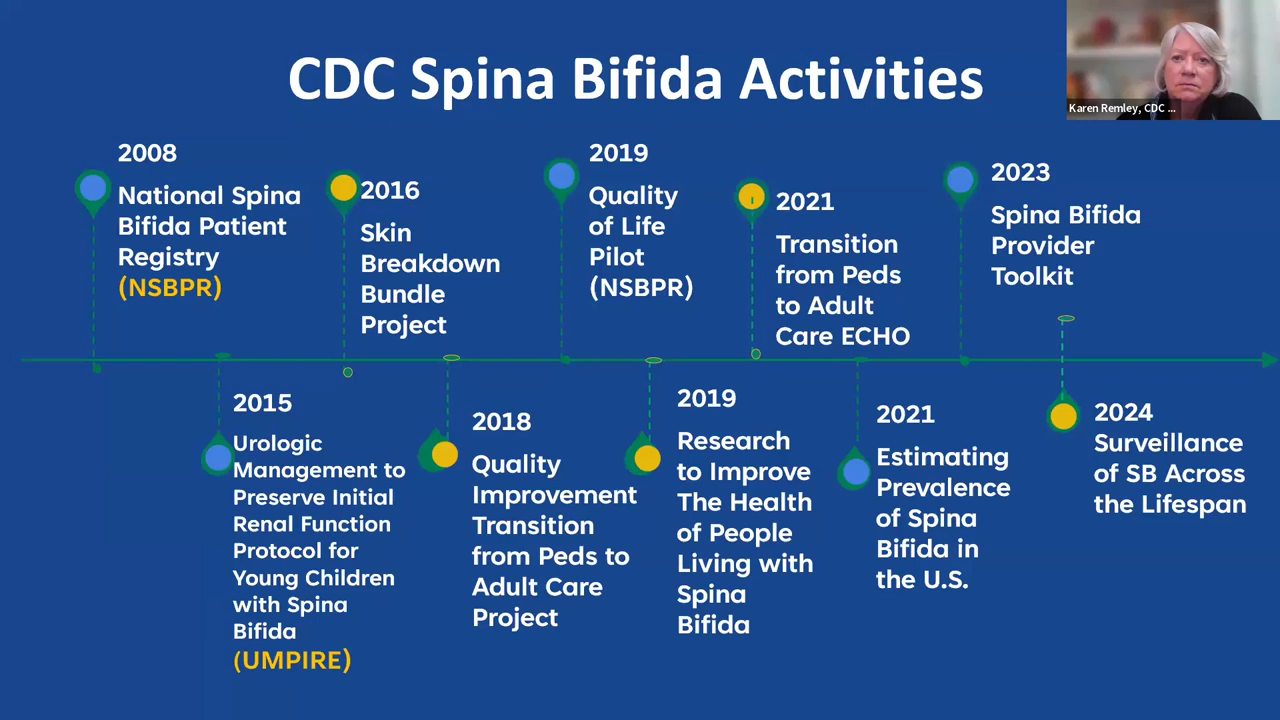 CDC Spina Bifida Activities
Karen Remley, CDC ...
2008
National Spina
Bifida Patient
Registry
(NSBPR)
2015
Urologic
Management to
Preserve Initial
Renal Function
Protocol for
Young Children
with Spina
Bifida
(UMPIRE)
2016
Skin
Breakdown
Bundle
Project
2018
Quality
Improvement
Transition
from Peds to
Adult Care
Project
2019
Quality
of Life
Pilot
(NSBPR)
2019
Research
to Improve
The Health
of People
Living with
Spina
Bifida
2021
Transition
from Peds
to Adult
Care ECHO
2021
Estimating
Prevalence
of Spina
Bifida in
the U.S.
2023
Spina Bifida
Provider
Toolkit
2024
Surveillance
of SB Across
the Lifespan